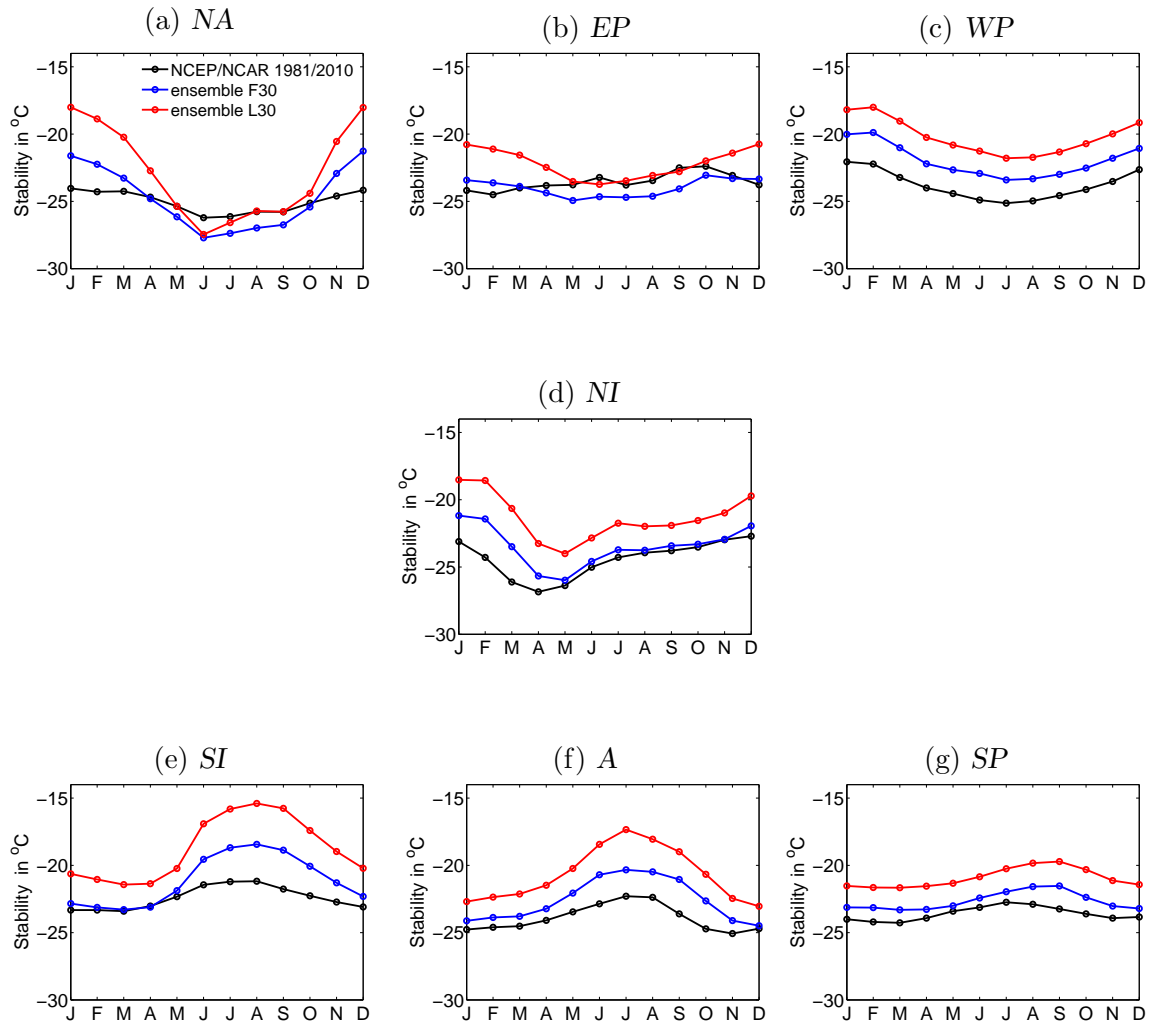 (a) NA
(b) EP
(c) WP
Stability in °C
−15
−20
−25
−30
NCEP/NCAR 1981/2010
ensemble F30
ensemble L30
J F M A M J J A S O N D
Stability in °C
−15
−20
−25
−30
J F M A M J J A S O N D
Stability in °C
−15
−20
−25
−30
J F M A M J J A S O N D
(d) NI
Stability in °C
−15
−20
−25
−30
J F M A M J J A S O N D
(e) SI
(f) A
(g) SP
Stability in °C
−15
−20
−25
−30
J F M A M J J A S O N D
Stability in °C
−15
−20
−25
−30
J F M A M J J A S O N D
Stability in °C
−15
−20
−25
−30
J F M A M J J A S O N D